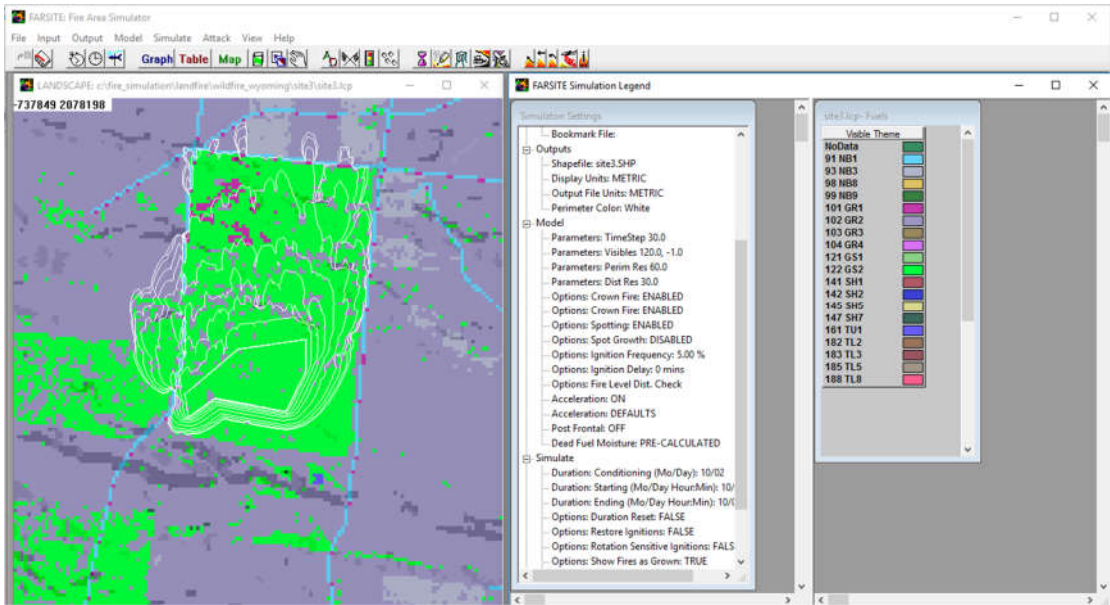 FARSITE: Fire Area Simulator
File Input Output Model Simulate Attack View Help
Graph Table Map
LANDSCAPE: c:\fire_simulation\landfire\wildfire_wyoming\site3\site3.lcp
-737849 2078198
FARSITE Simulation Legend
Simulation Settings
Bookmark File:
Outputs
Shapefile: site3.SHP
Display Units: METRIC
Output File Units: METRIC
Perimeter Color: White
Model
Parameters: TimeStep 30.0
Parameters: Visibles 120.0, -1.0
Parameters: Perim Res 60.0
Parameters: Dist Res 30.0
Options: Crown Fire: ENABLED
Options: Crown Fire: ENABLED
Options: Spotting: ENABLED
Options: Spot Growth: DISABLED
Options: Ignition Frequency: 5.00 %
Options: Ignition Delay: 0 mins
Options: Fire Level Dist. Check
Acceleration: ON
Acceleration: DEFAULTS
Post Frontal: OFF
Dead Fuel Moisture: PRE-CALCULATED
Simulate
Duration: Conditioning (Mo/Day): 10/02
Duration: Starting (Mo/Day Hour:Min): 10/
Duration: Ending (Mo/Day Hour:Min): 10/
Options: Duration Reset: FALSE
Options: Restore Ignitions: FALSE
Options: Rotation Sensitive Ignitions: FALS
Options: Show Fires as Grown: TRUE
site3.lcp- Fuels
Visible Theme
NoData
91 NB1
93 NB3
98 NB8
99 NB9
101 GR1
102 GR2
103 GR3
104 GR4
121 GS1
122 GS2
141 SH1
142 SH2
145 SH5
147 SH7
161 TU1
182 TL2
183 TL3
185 TL5
188 TL8